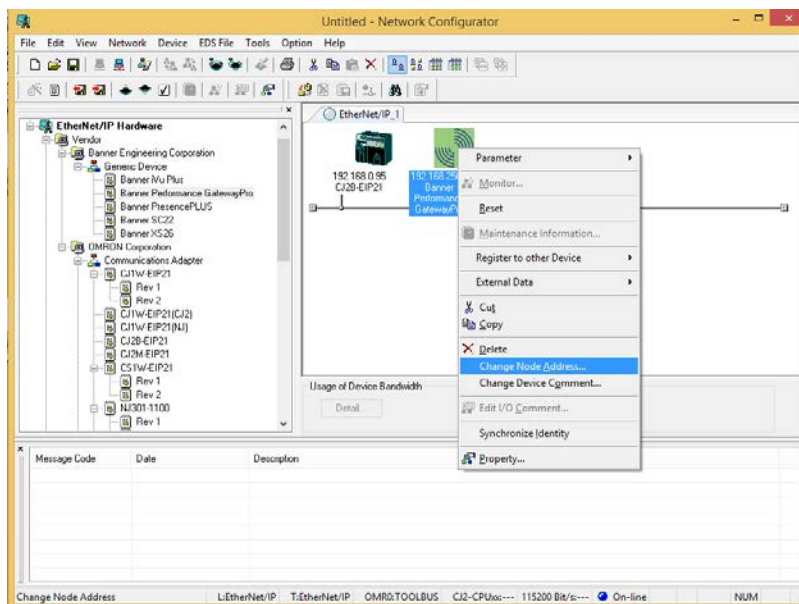 Untitled - Network Configurator
File Edit View Network Device EDS File Tools Option Help
EtherNet/IP Hardware
Vendor
Banner Engineering Corporation
Generic Device
Banner iVu Plus
Banner Performance GatewayPro
Banner PresencePLUS
Banner SC22
Banner XS26
OMRON Corporation
Communications Adapter
CJ1W-EIP21
Rev 1
Rev 2
CJ1W-EIP21(CJ2)
CJ1W-EIP21(NJ)
CJ2B-EIP21
CJ2M-EIP21
CS1W-EIP21
Rev 1
Rev 2
NJ301-1100
Rev 1
EtherNet/IP_1
192.168.0.95
CJ2B-EIP21
Banner
Parameter
Monitor...
Reset
Maintenance Information...
Register to other Device
External Data
Cut
Copy
Delete
Change Node Address...
Change Device Comment...
Edit I/O Comment...
Synchronize Identity
Property...
Usage of Device Bandwidth
Detail...
Message Code Date Description
Change Node Address L:EtherNet/IP T:EtherNet/IP OMR0:TOOLBUS 115200 Bit/s:--- On-line NUM